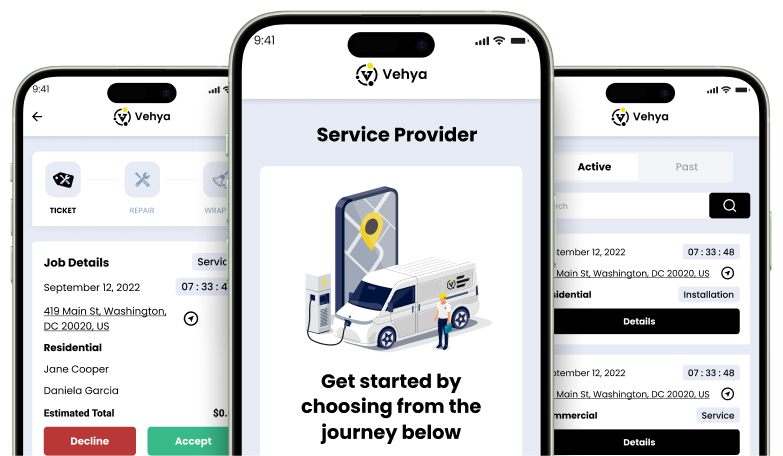 9:41
Vehya
TICKET
REPAIR
WRAP
Job Details
Servic
September 12, 2022
07 : 33 : 4
419 Main St, Washington,
DC 20020, US
Residential
Jane Cooper
Daniela Garcia
Estimated Total
$0.
Decline
Accept
9:41
Vehya
Service Provider
Get started by
choosing from the
journey below
Vehya
Active
Past
rch
tember 12, 2022
07 : 33 : 48
Main St, Washington, DC 20020, US
sidential
Installation
Details
tember 12, 2022
07 : 33 : 48
Main St, Washington, DC 20020, US
mmercial
Service
Details